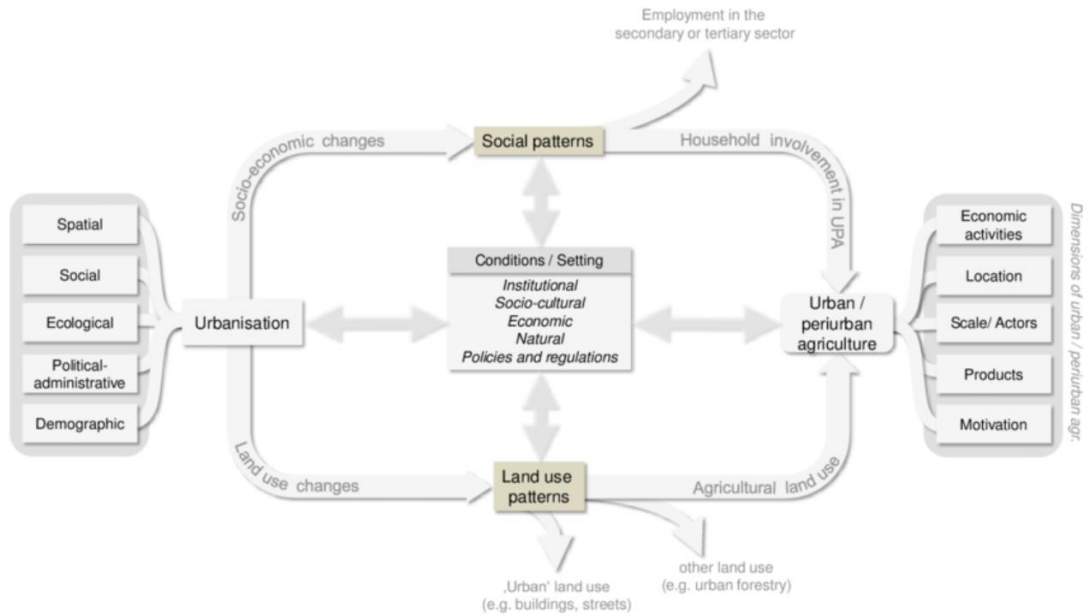 Employment in the
secondary or tertiary sector
Socio-economic changes
Social patterns
Household involvement in UPA
Spatial
Social
Ecological
Political-
administrative
Demographic
Urbanisation
Conditions / Setting
Institutional
Socio-cultural
Economic
Natural
Policies and regulations
Urban /
periurban
agriculture
Economic
activities
Location
Scale/ Actors
Products
Motivation
Dimensions of urban / periurban agr.
Land use changes
Land use
patterns
Agricultural land use
‚Urban‘ land use
(e.g. buildings, streets)
other land use
(e.g. urban forestry)